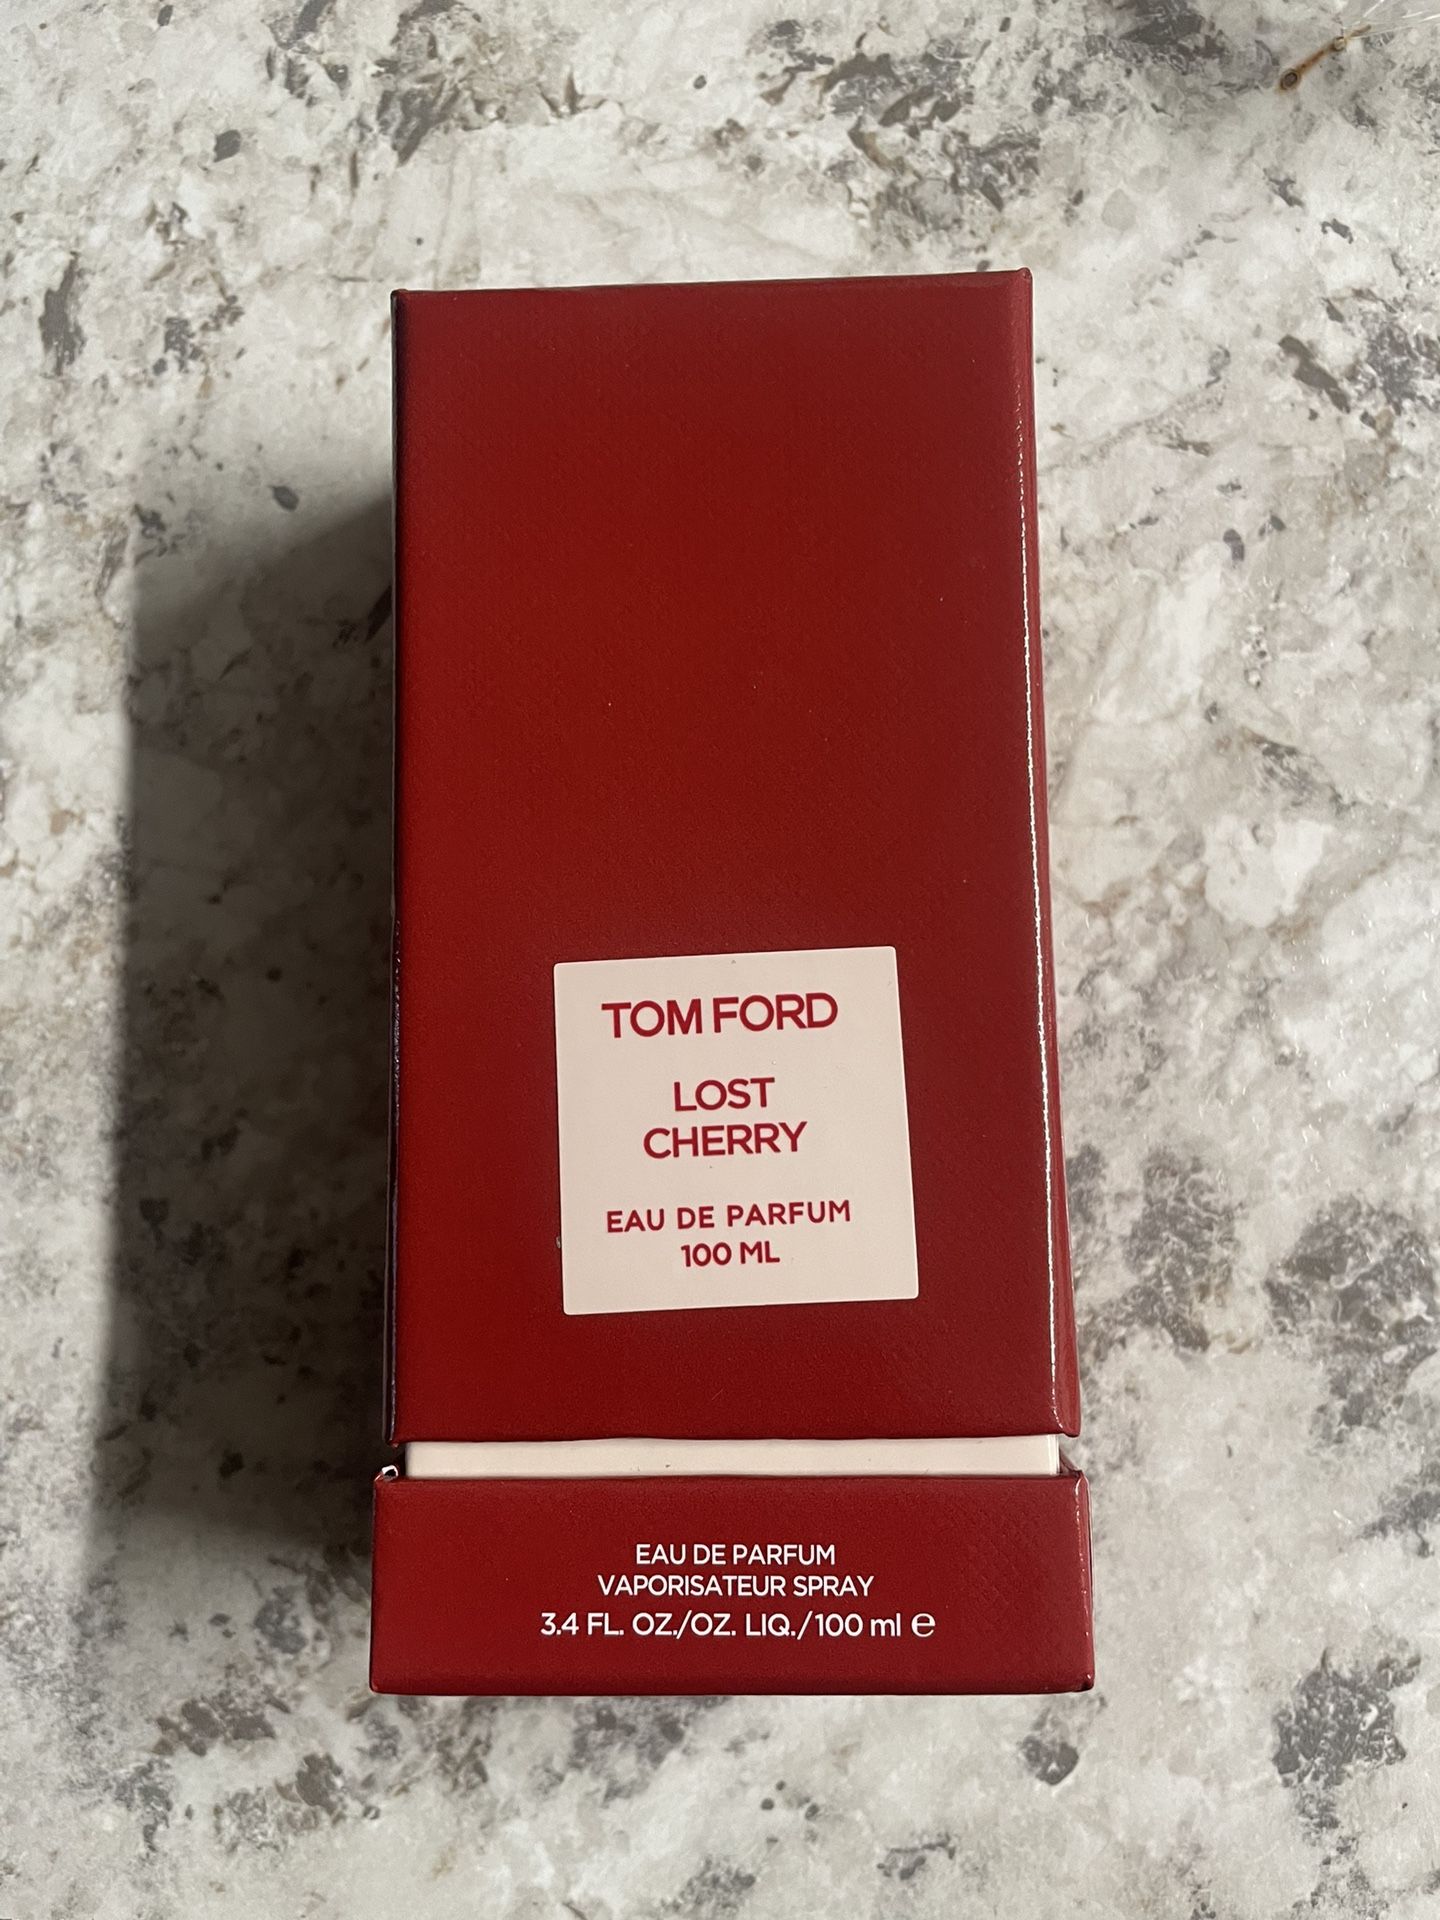 TOM FORD
LOST
CHERRY
EAU DE PARFUM
100 ML
EAU DE PARFUM
VAPORISATEUR SPRAY
3.4 FL. OZ./OZ. LIQ./100 ml ℮